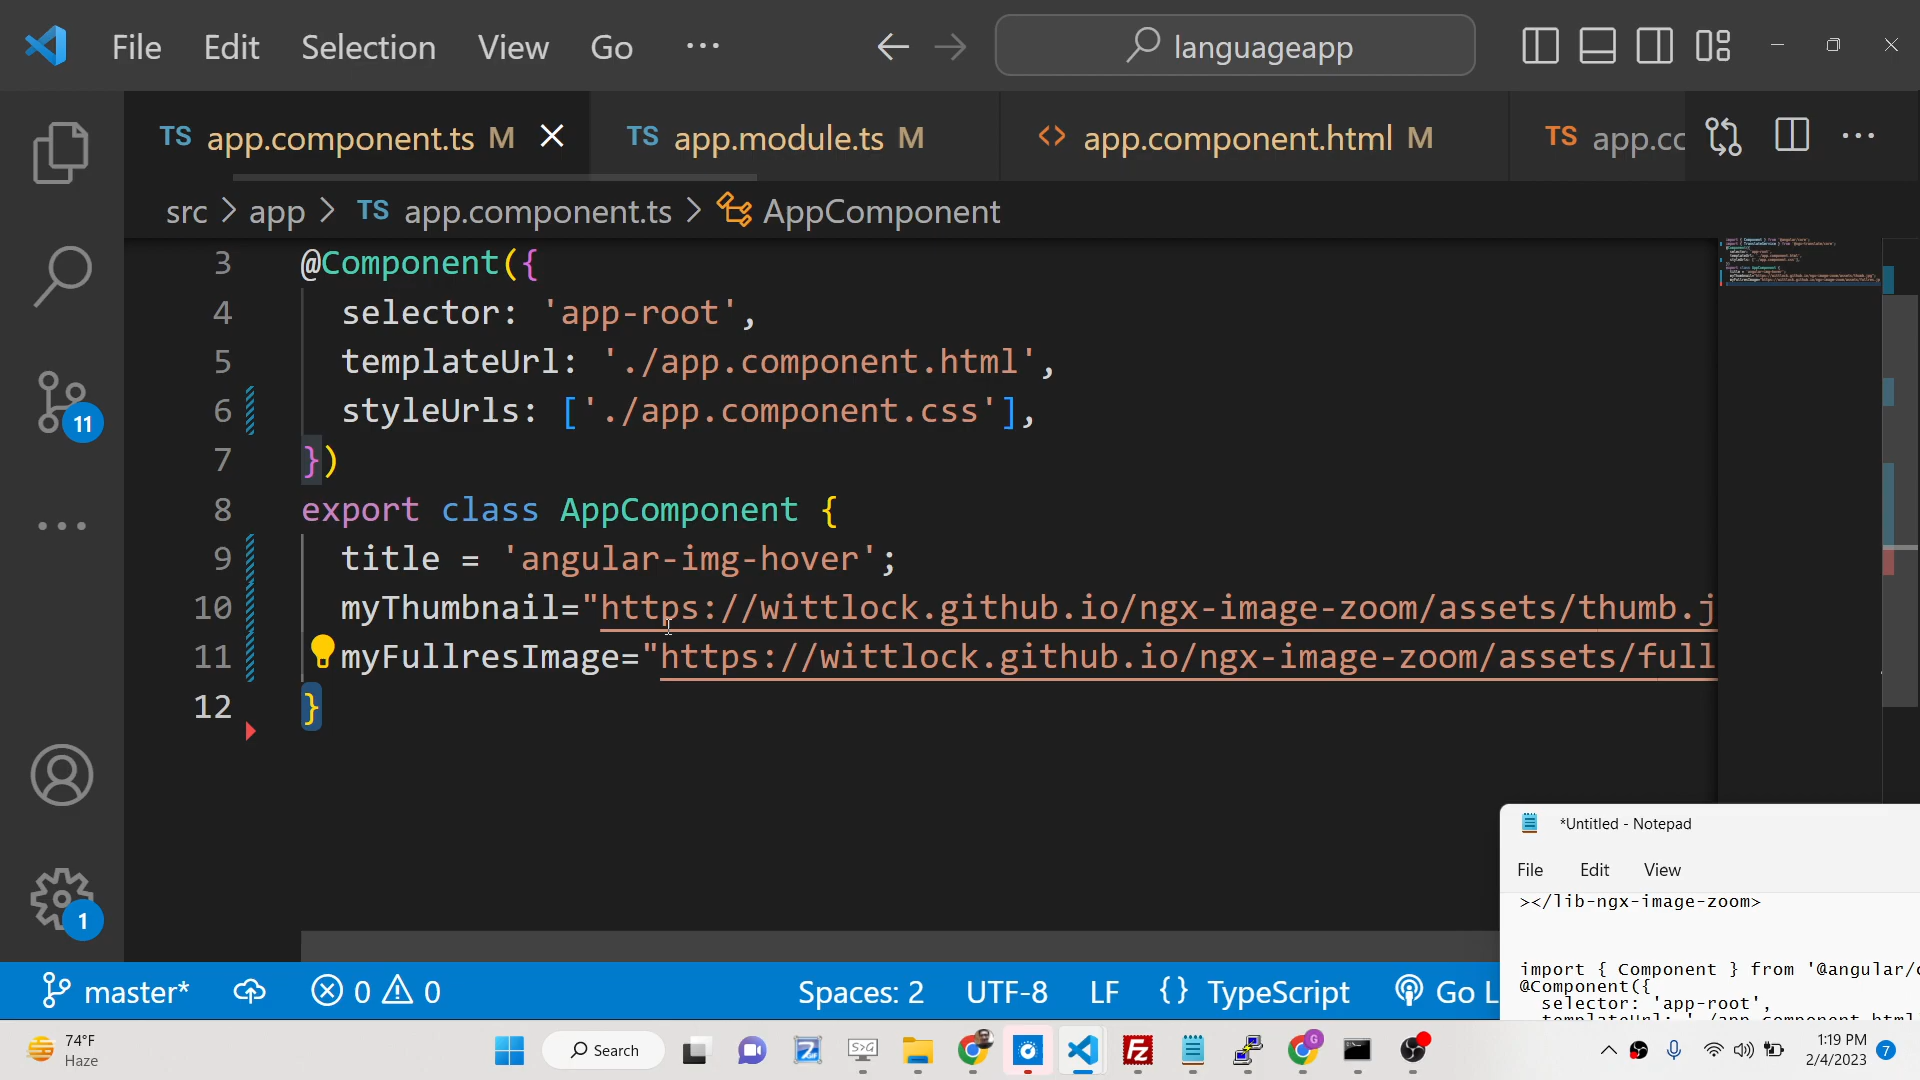 File Edit Selection View Go ··· languageapp
TS app.component.ts M TS app.module.ts M <> app.component.html M TS app.cc
src > app > TS app.component.ts > AppComponent
3 @Component({
4 selector: 'app-root',
5 templateUrl: './app.component.html',
6 styleUrls: ['./app.component.css'],
7 })
8 export class AppComponent {
9 title = 'angular-img-hover';
10 myThumbnail="https://wittlock.github.io/ngx-image-zoom/assets/thumb.j
11 myFullresImage="https://wittlock.github.io/ngx-image-zoom/assets/full
12 }
11
1
*Untitled - Notepad
File Edit View
></lib-ngx-image-zoom>
import { Component } from '@angular/c
@Component({
selector: 'app-root',
master* 0 0 Spaces: 2 UTF-8 LF {} TypeScript Go L
74°F
Haze
Search
1:19 PM
2/4/2023
7